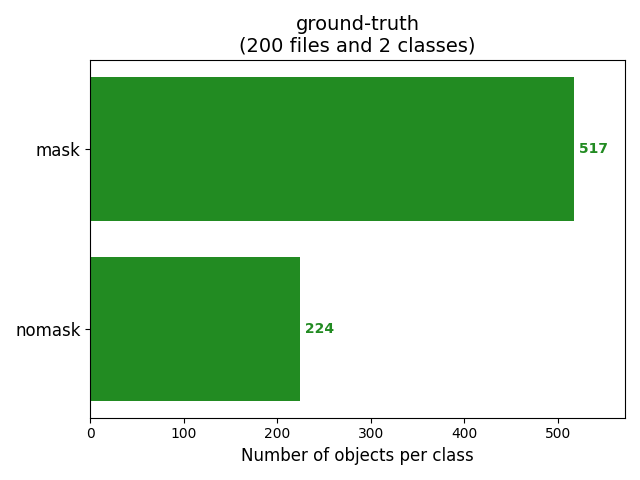 ground-truth
(200 files and 2 classes)
mask
517
nomask
224
0 100 200 300 400 500
Number of objects per class